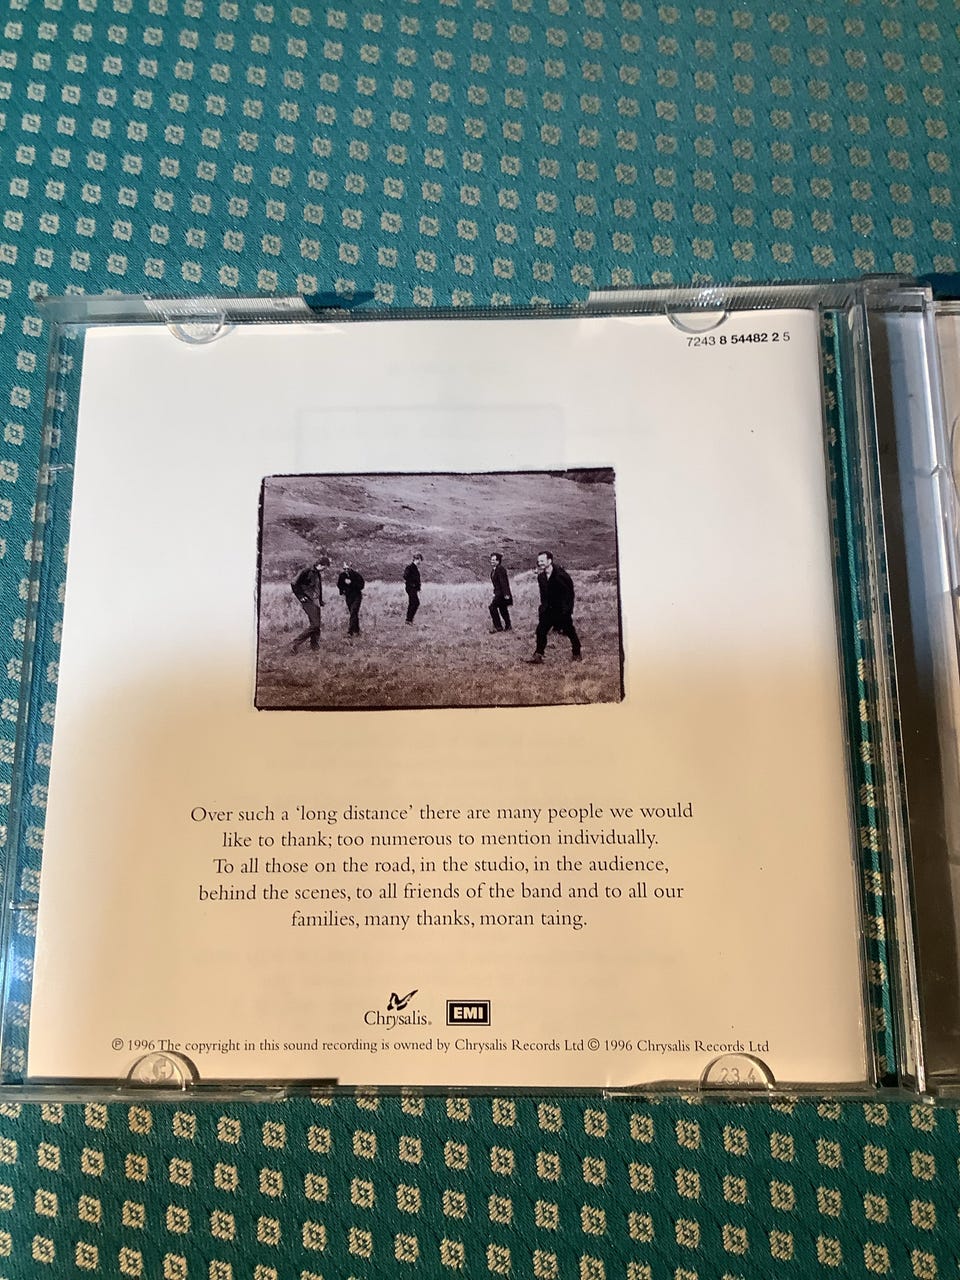 7243 8 54482 2 5
Over such a ‘long distance’ there are many people we would
like to thank; too numerous to mention individually.
To all those on the road, in the studio, in the audience,
behind the scenes, to all friends of the band and to all our
families, many thanks, moran taing.
Chrysalis®
EMI
℗ 1996 The copyright in this sound recording is owned by Chrysalis Records Ltd © 1996 Chrysalis Records Ltd
23 4